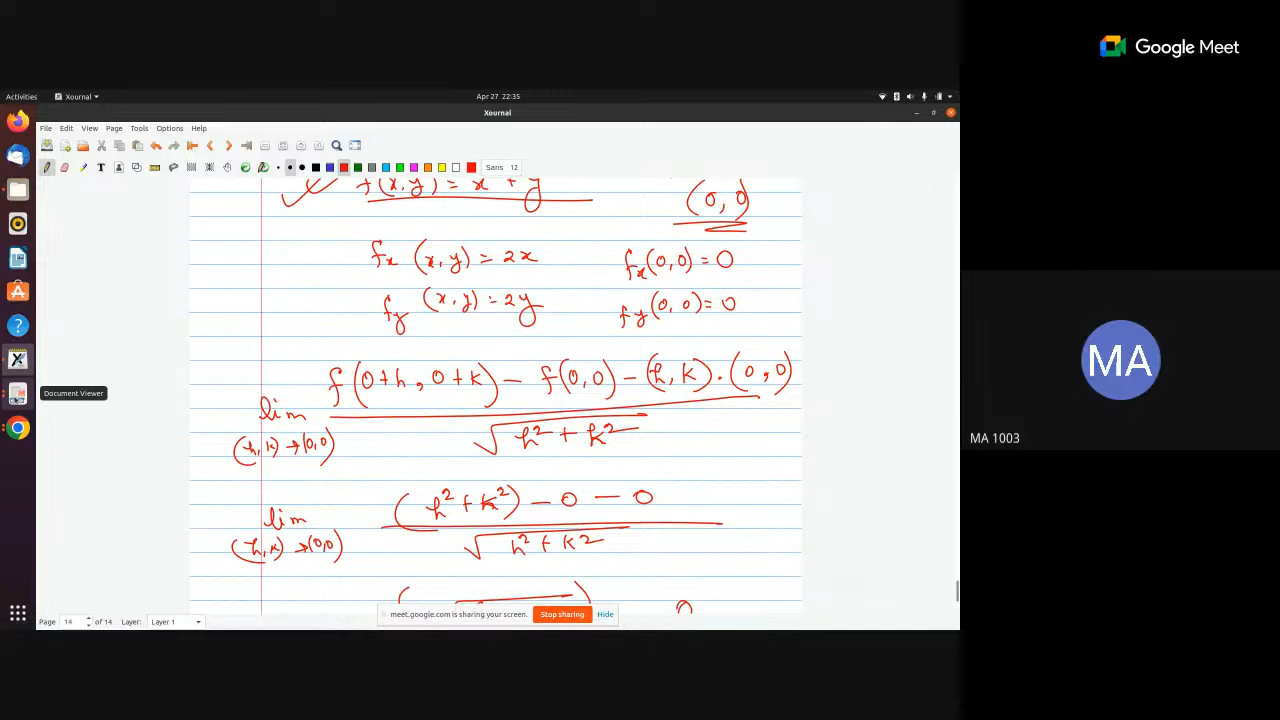 Google Meet
Activities Xournal Apr 27 22:35
Xournal
File Edit View Page Tools Options Help
Sans 12
f(x,y) = x + y
(0,0)
fx (x,y) = 2x fx(0,0) = 0
fy (x,y) = 2y fy(0,0) = 0
lim (h,k)→(0,0) f(0+h, 0+k) − f(0,0) − (h,k)·(0,0) / √h²+k²
Document Viewer
lim (h,k)→(0,0) (h²+k²) − 0 − 0 / √h²+k²
meet.google.com is sharing your screen. Stop sharing Hide
Page 14 of 14 Layer: Layer 1
MA
MA 1003